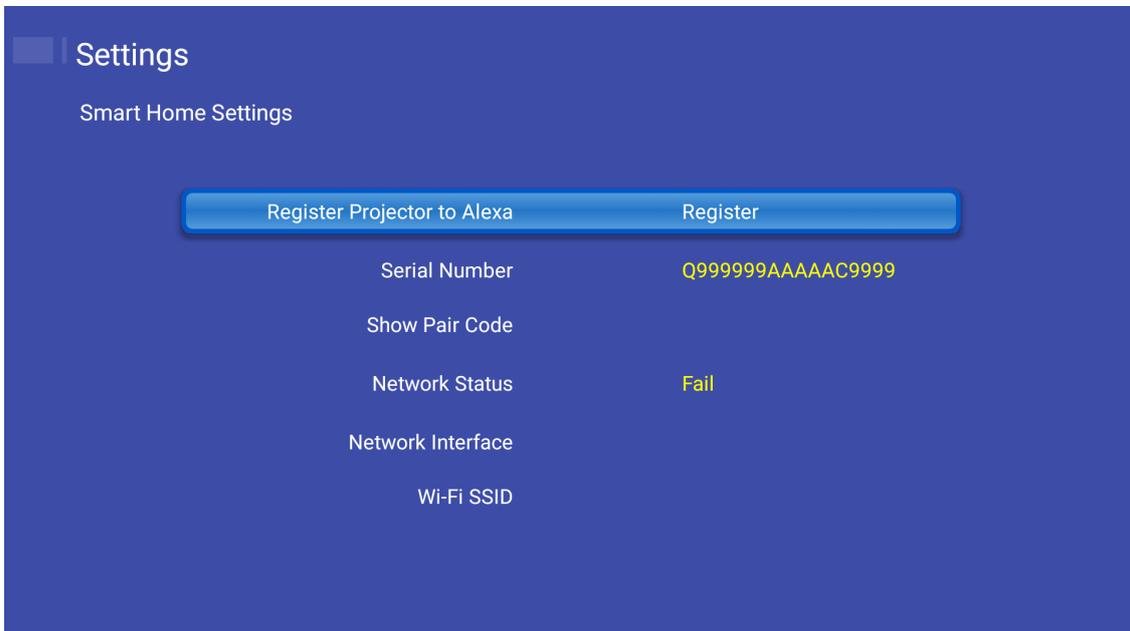 Settings
Smart Home Settings
Register Projector to Alexa Register
Serial Number Q999999AAAAAC9999
Show Pair Code
Network Status Fail
Network Interface
Wi-Fi SSID